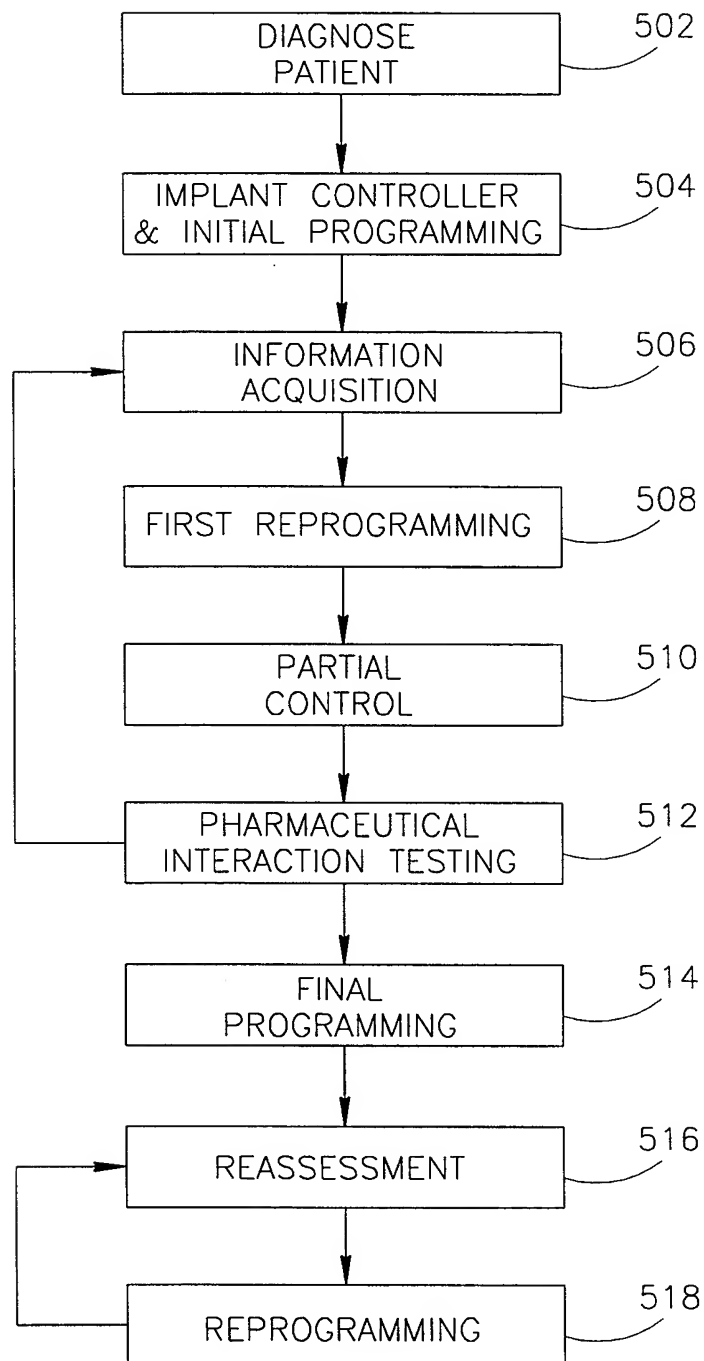 502
DIAGNOSE
PATIENT
504
IMPLANT CONTROLLER
& INITIAL PROGRAMMING
506
INFORMATION
ACQUISITION
508
FIRST REPROGRAMMING
510
PARTIAL
CONTROL
512
PHARMACEUTICAL
INTERACTION TESTING
514
FINAL
PROGRAMMING
516
REASSESSMENT
518
REPROGRAMMING